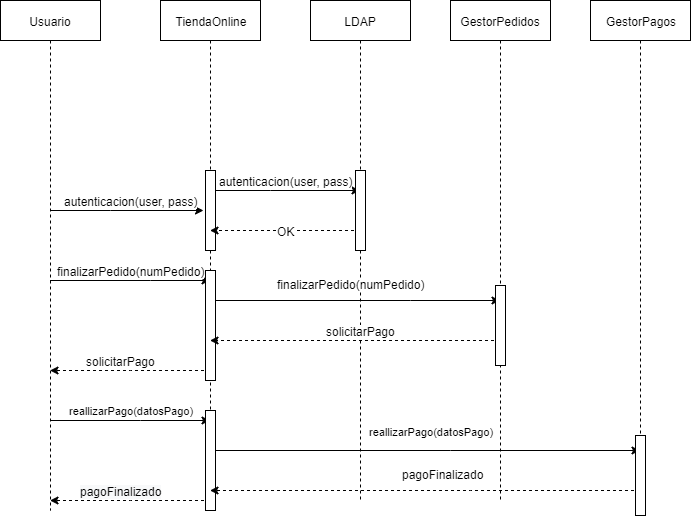 Usuario
TiendaOnline
LDAP
GestorPedidos
GestorPagos
autenticacion(user, pass)
autenticacion(user, pass)
OK
finalizarPedido(numPedido)
finalizarPedido(numPedido)
solicitarPago
solicitarPago
reallizarPago(datosPago)
reallizarPago(datosPago)
pagoFinalizado
pagoFinalizado